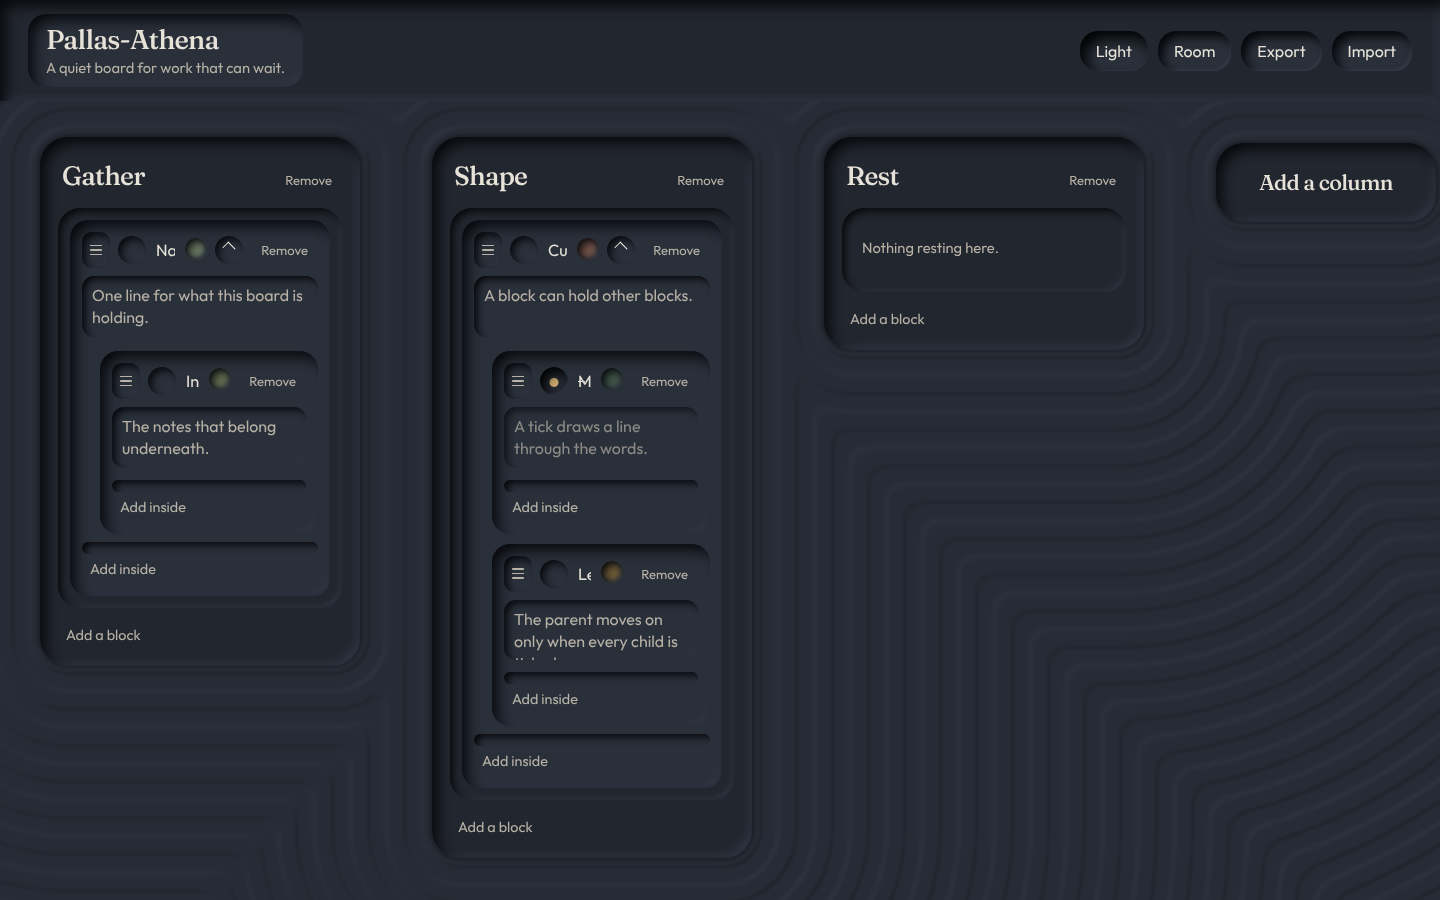 Pallas-Athena
A quiet board for work that can wait.
Light
Room
Export
Import
Gather
Remove
Remove
One line for what this board is
holding.
In
Remove
The notes that belong
underneath.
Add inside
Add inside
Add a block
Shape
Remove
Cu
Remove
A block can hold other blocks.
M
Remove
A tick draws a line
through the words.
Add inside
Remove
The parent moves on
only when every child is
Add inside
Add inside
Add a block
Rest
Remove
Nothing resting here.
Add a block
Add a column